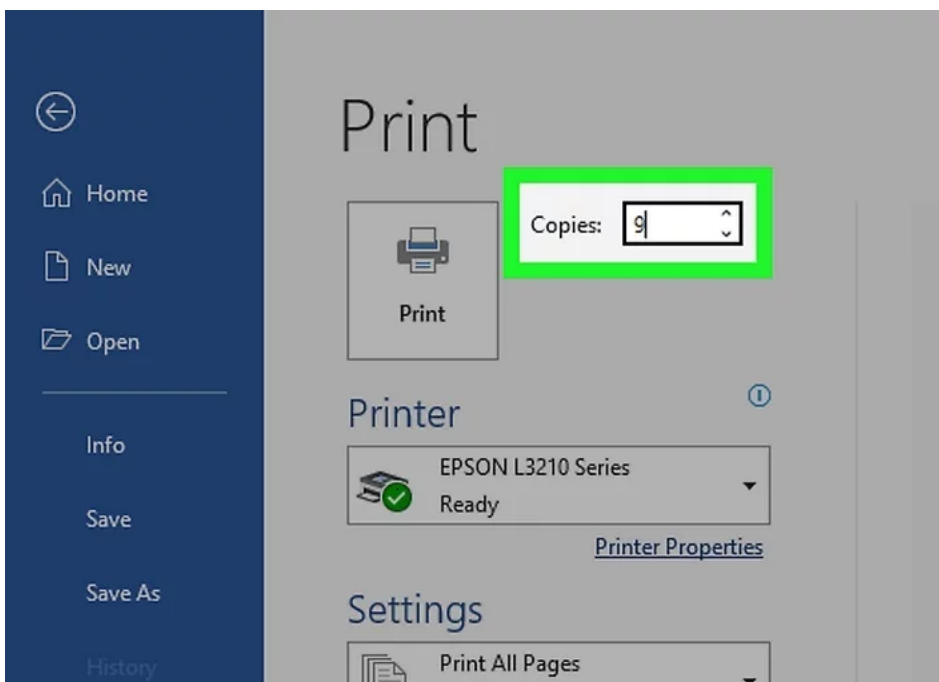 Home
New
Open
Info
Save
Save As
History
Print
Copies: 9
Print
Printer
EPSON L3210 Series
Ready
Printer Properties
Settings
Print All Pages